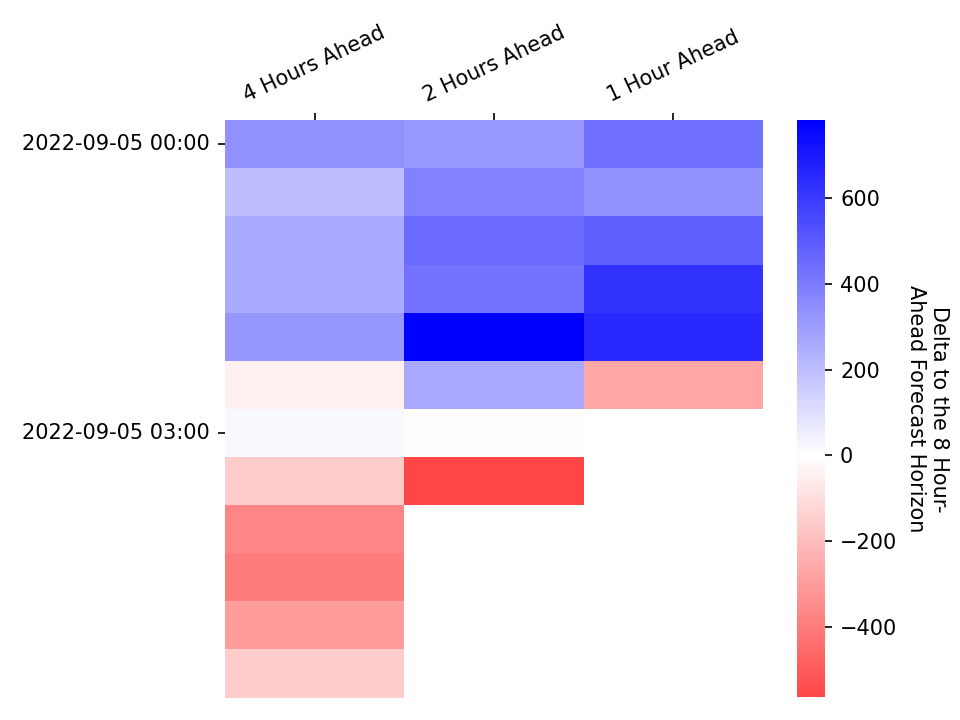 4 Hours Ahead
2 Hours Ahead
1 Hour Ahead
2022-09-05 00:00
2022-09-05 03:00
600
400
200
0
−200
−400
Delta to the 8 Hour-
Ahead Forecast Horizon